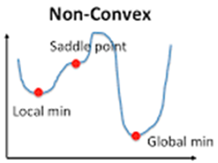 Non-Convex
Saddle point
Local min
Global min